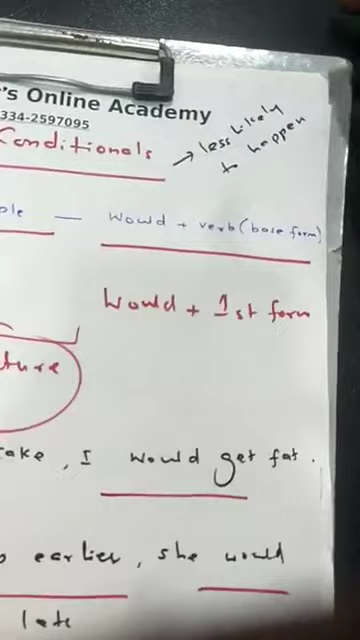 's Online Academy
334-2597095
Conditionals → less likely
to happen
ple — would + verb (base form)
Would + 1st form
ture
cake, I would get fat.
p earlier, she would
late